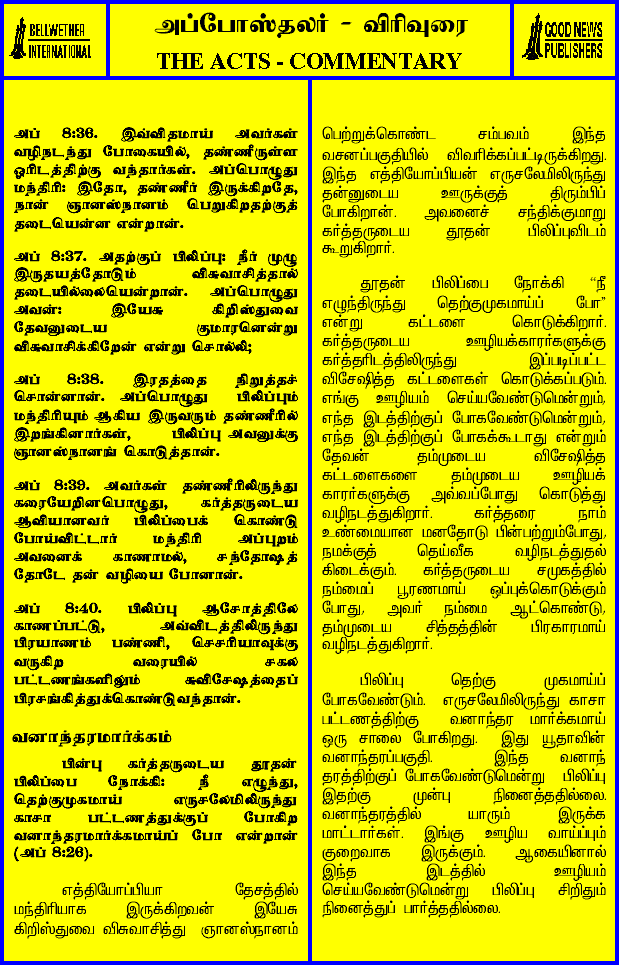 BELLWETHER
INTERNATIONAL
அப்போஸ்தலர் - விரிவுரை
THE ACTS - COMMENTARY
GOOD NEWS
PUBLISHERS
அப் 8:36. இவ்விதமாய் அவர்கள்
வழிநடந்து போகையில், தண்ணீருள்ள
ஓரிடத்திற்கு வந்தார்கள். அப்பொழுது
மந்திரி: இதோ, தண்ணீர் இருக்கிறதே,
நான் ஞானஸ்நானம் பெறுகிறதற்குத்
தடையென்ன என்றான்.
அப் 8:37. அதற்குப் பிலிப்பு: நீர் முழு
இருதயத்தோடும் விசுவாசித்தால்
தடையில்லையென்றான். அப்பொழுது
அவன்: இயேசு கிறிஸ்துவை
தேவனுடைய குமாரனென்று
விசுவாசிக்கிறேன் என்று சொல்லி;
அப் 8:38. இரதத்தை நிறுத்தச்
சொன்னான். அப்பொழுது பிலிப்பும்
மந்திரியும் ஆகிய இருவரும் தண்ணீரில்
இறங்கினார்கள், பிலிப்பு அவனுக்கு
ஞானஸ்நானங் கொடுத்தான்.
அப் 8:39. அவர்கள் தண்ணீரிலிருந்து
கரையேறினபொழுது, கர்த்தருடைய
ஆவியானவர் பிலிப்பைக் கொண்டு
போய்விட்டார் மந்திரி அப்புறம்
அவனைக் காணாமல், சந்தோஷத்
தோடே தன் வழியை போனான்.
அப் 8:40. பிலிப்பு ஆசோத்திலே
காணப்பட்டு, அவ்விடத்திலிருந்து
பிரயாணம் பண்ணி, செசரியாவுக்கு
வருகிற வரையில் சகல
பட்டணங்களிலும் சுவிசேஷத்தைப்
பிரசங்கித்துக்கொண்டுவந்தான்.
வனாந்தரமார்க்கம்
பின்பு கர்த்தருடைய தூதன்
பிலிப்பை நோக்கி: நீ எழுந்து,
தெற்குமுகமாய் எருசலேமிலிருந்து
காசா பட்டணத்துக்குப் போகிற
வனாந்தரமார்க்கமாய்ப் போ என்றான்
(அப் 8:26).
எத்தியோப்பியா தேசத்தில்
மந்திரியாக இருக்கிறவன் இயேசு
கிறிஸ்துவை விசுவாசித்து ஞானஸ்நானம்
பெற்றுக்கொண்ட சம்பவம் இந்த
வசனப்பகுதியில் விவரிக்கப்பட்டிருக்கிறது.
இந்த எத்தியோப்பியன் எருசலேமிலிருந்து
தன்னுடைய ஊருக்குத் திரும்பிப்
போகிறான். அவனைச் சந்திக்குமாறு
கர்த்தருடைய தூதன் பிலிப்புவிடம்
கூறுகிறார்.
தூதன் பிலிப்பை நோக்கி “நீ
எழுந்திருந்து தெற்குமுகமாய்ப் போ”
என்று கட்டளை கொடுக்கிறார்.
கர்த்தருடைய ஊழியக்காரர்களுக்கு
கர்த்தரிடத்திலிருந்து இப்படிப்பட்ட
விசேஷித்த கட்டளைகள் கொடுக்கப்படும்.
எங்கு ஊழியம் செய்யவேண்டுமென்றும்,
எந்த இடத்திற்குப் போகவேண்டுமென்றும்,
எந்த இடத்திற்குப் போகக்கூடாது என்றும்
தேவன் தம்முடைய விசேஷித்த
கட்டளைகளை தம்முடைய ஊழியக்
காரர்களுக்கு அவ்வப்போது கொடுத்து
வழிநடத்துகிறார். கர்த்தரை நாம்
உண்மையான மனதோடு பின்பற்றும்போது,
நமக்குத் தெய்வீக வழிநடத்துதல்
கிடைக்கும். கர்த்தருடைய சமுகத்தில்
நம்மைப் பூரணமாய் ஒப்புக்கொடுக்கும்
போது, அவர் நம்மை ஆட்கொண்டு,
தம்முடைய சித்தத்தின் பிரகாரமாய்
வழிநடத்துகிறார்.
பிலிப்பு தெற்கு முகமாய்ப்
போகவேண்டும். எருசலேமிலிருந்து காசா
பட்டணத்திற்கு வனாந்தர மார்க்கமாய்
ஒரு சாலை போகிறது. இது யூதாவின்
வனாந்தரப்பகுதி. இந்த வனாந்
தரத்திற்குப் போகவேண்டுமென்று பிலிப்பு
இதற்கு முன்பு நினைத்ததில்லை.
வனாந்தரத்தில் யாரும் இருக்க
மாட்டார்கள். இங்கு ஊழிய வாய்ப்பும்
குறைவாக இருக்கும். ஆகையினால்
இந்த இடத்தில் ஊழியம்
செய்யவேண்டுமென்று பிலிப்பு சிறிதும்
நினைத்துப் பார்த்ததில்லை.